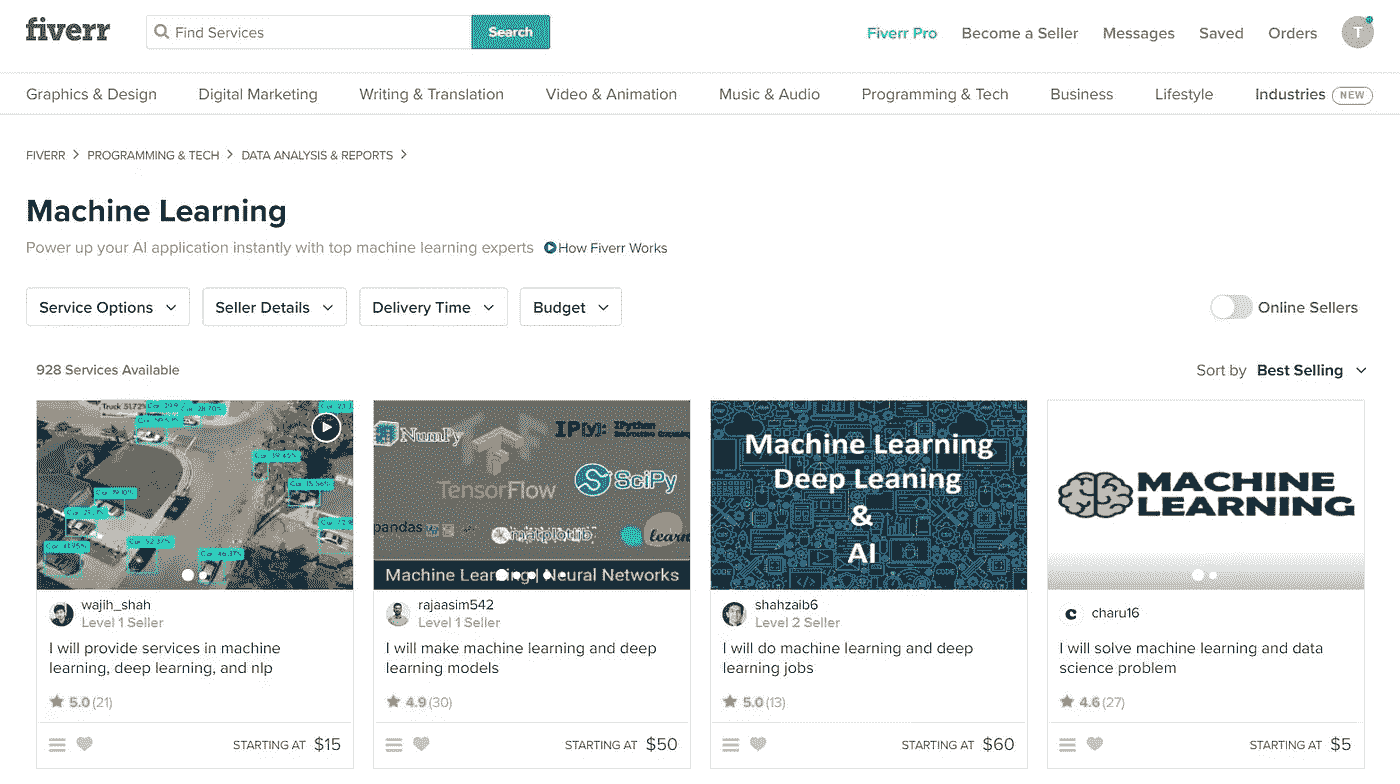 fiverr
Find Services
Search
Fiverr Pro
Become a Seller
Messages
Saved
Orders
T
Graphics & Design
Digital Marketing
Writing & Translation
Video & Animation
Music & Audio
Programming & Tech
Business
Lifestyle
Industries NEW
FIVERR > PROGRAMMING & TECH > DATA ANALYSIS & REPORTS >
Machine Learning
Power up your AI application instantly with top machine learning experts
How Fiverr Works
Service Options
Seller Details
Delivery Time
Budget
Online Sellers
928 Services Available
Sort by Best Selling
wajih_shah
Level 1 Seller
I will provide services in machine
learning, deep learning, and nlp
5.0 (21)
STARTING AT $15
NumPy
IP[y]:
IPython
TensorFlow
SciPy
pandas
matplotlib
learn
Machine Learning | Neural Networks
rajaasim542
Level 1 Seller
I will make machine learning and deep
learning models
4.9 (30)
STARTING AT $50
Machine Learning
Deep Leaning
&
AI
shahzaib6
Level 2 Seller
I will do machine learning and deep
learning jobs
5.0 (13)
STARTING AT $60
MACHINE
LEARNING
c
charu16
I will solve machine learning and data
science problem
4.6 (27)
STARTING AT $5